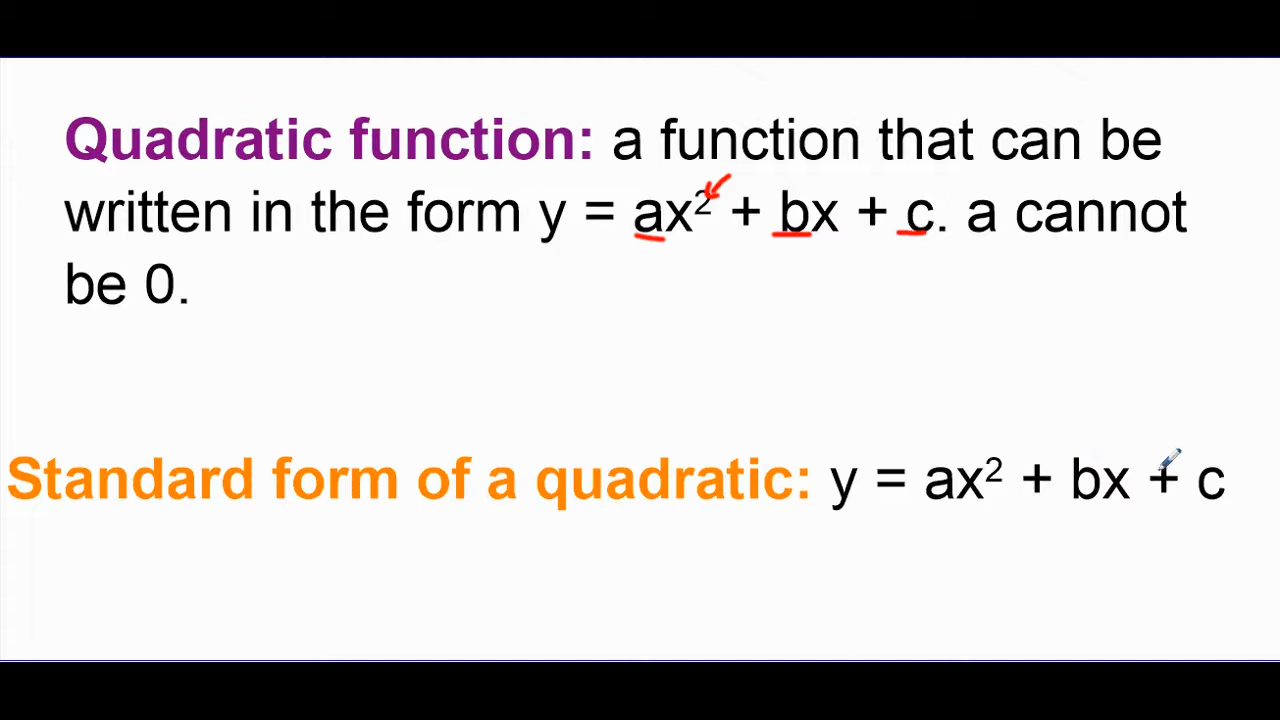 Quadratic function: a function that can be
written in the form y = ax² + bx + c. a cannot
be 0.
Standard form of a quadratic: y = ax² + bx + c